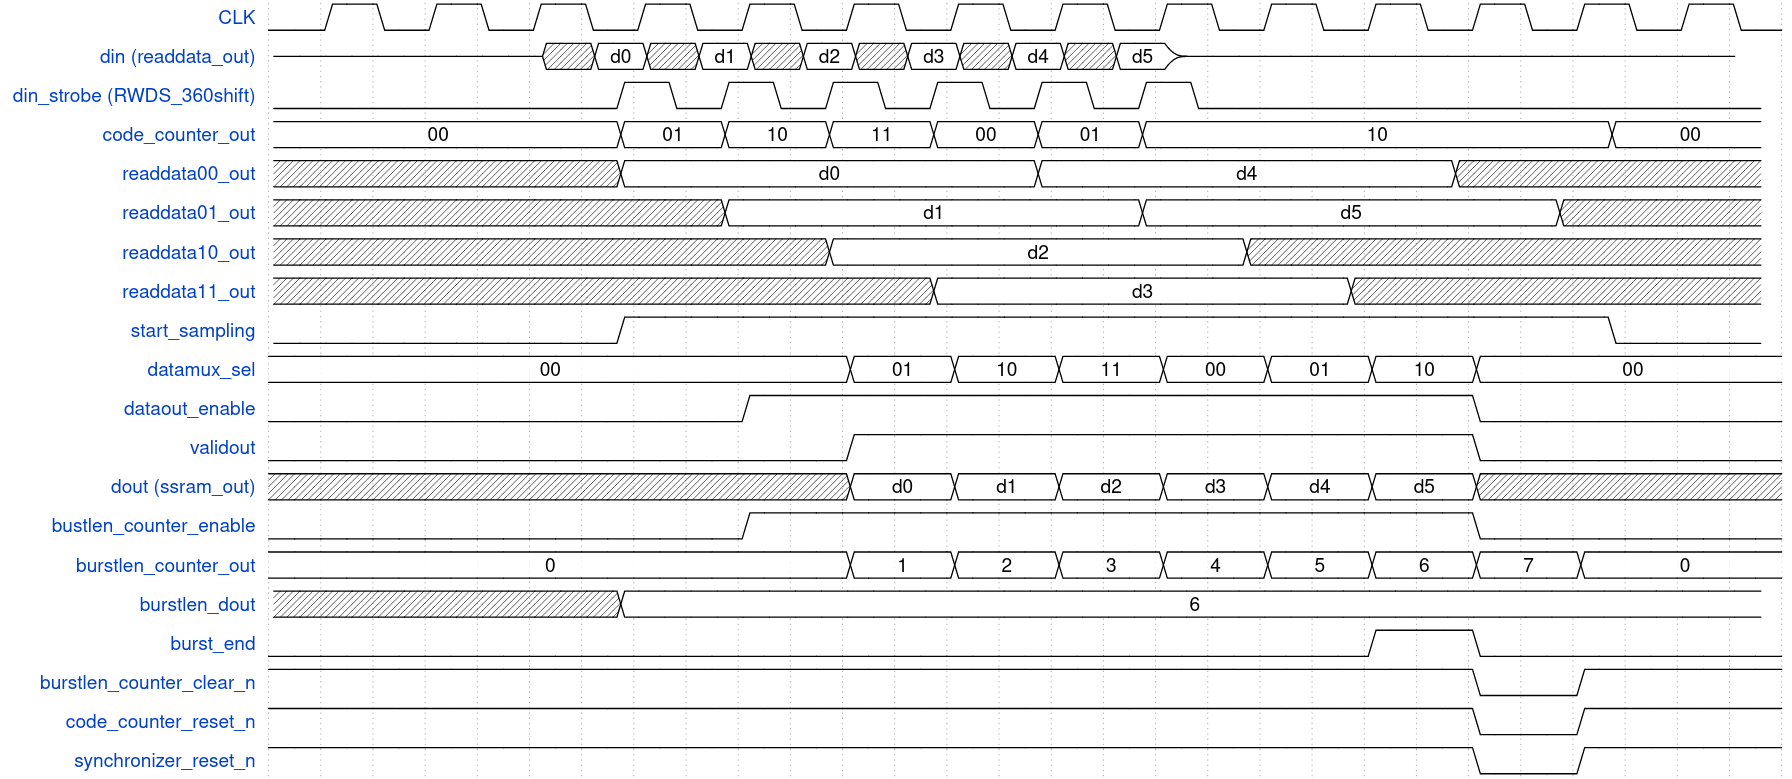 CLK
din (readdata_out) d0 d1 d2 d3 d4 d5
din_strobe (RWDS_360shift)
code_counter_out 00 01 10 11 00 01 10 00
readdata00_out d0 d4
readdata01_out d1 d5
readdata10_out d2
readdata11_out d3
start_sampling
datamux_sel 00 01 10 11 00 01 10 00
dataout_enable
validout
dout (ssram_out) d0 d1 d2 d3 d4 d5
bustlen_counter_enable
burstlen_counter_out 0 1 2 3 4 5 6 7 0
burstlen_dout 6
burst_end
burstlen_counter_clear_n
code_counter_reset_n
synchronizer_reset_n